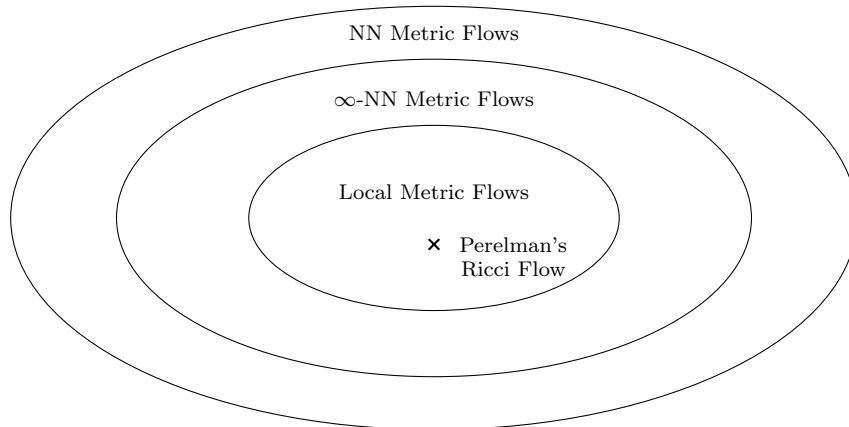 NN Metric Flows
∞-NN Metric Flows
Local Metric Flows
Perelman's
Ricci Flow